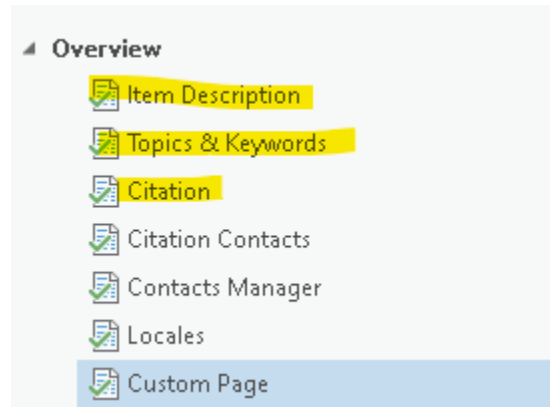 Overview
Item Description
Topics & Keywords
Citation
Citation Contacts
Contacts Manager
Locales
Custom Page